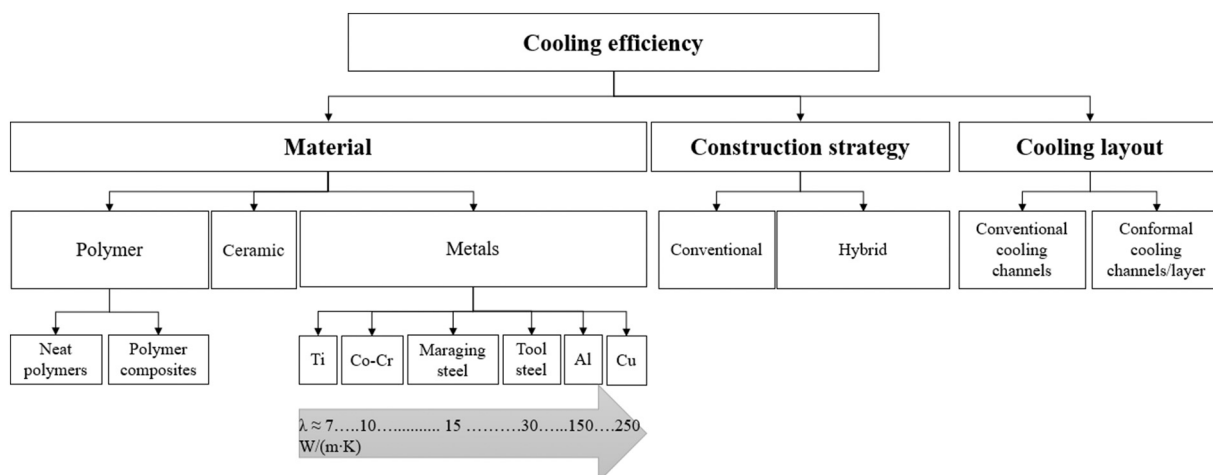 Cooling efficiency
Material
Construction strategy
Cooling layout
Polymer
Ceramic
Metals
Conventional
Hybrid
Conventional
cooling
channels
Conformal
cooling
channels/layer
Neat
polymers
Polymer
composites
Ti
Co-Cr
Maraging
steel
Tool
steel
Al
Cu
λ ≈ 7…..10….......... 15 ……….30…...150….250
W/(m·K)